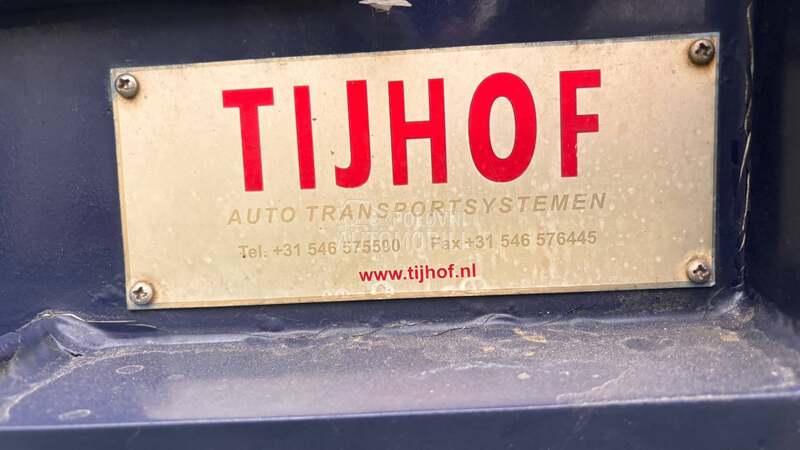 TIJHOF
AUTO TRANSPORTSYSTEMEN
Tel: +31 546 575500 Fax +31 546 576445
www.tijhof.nl